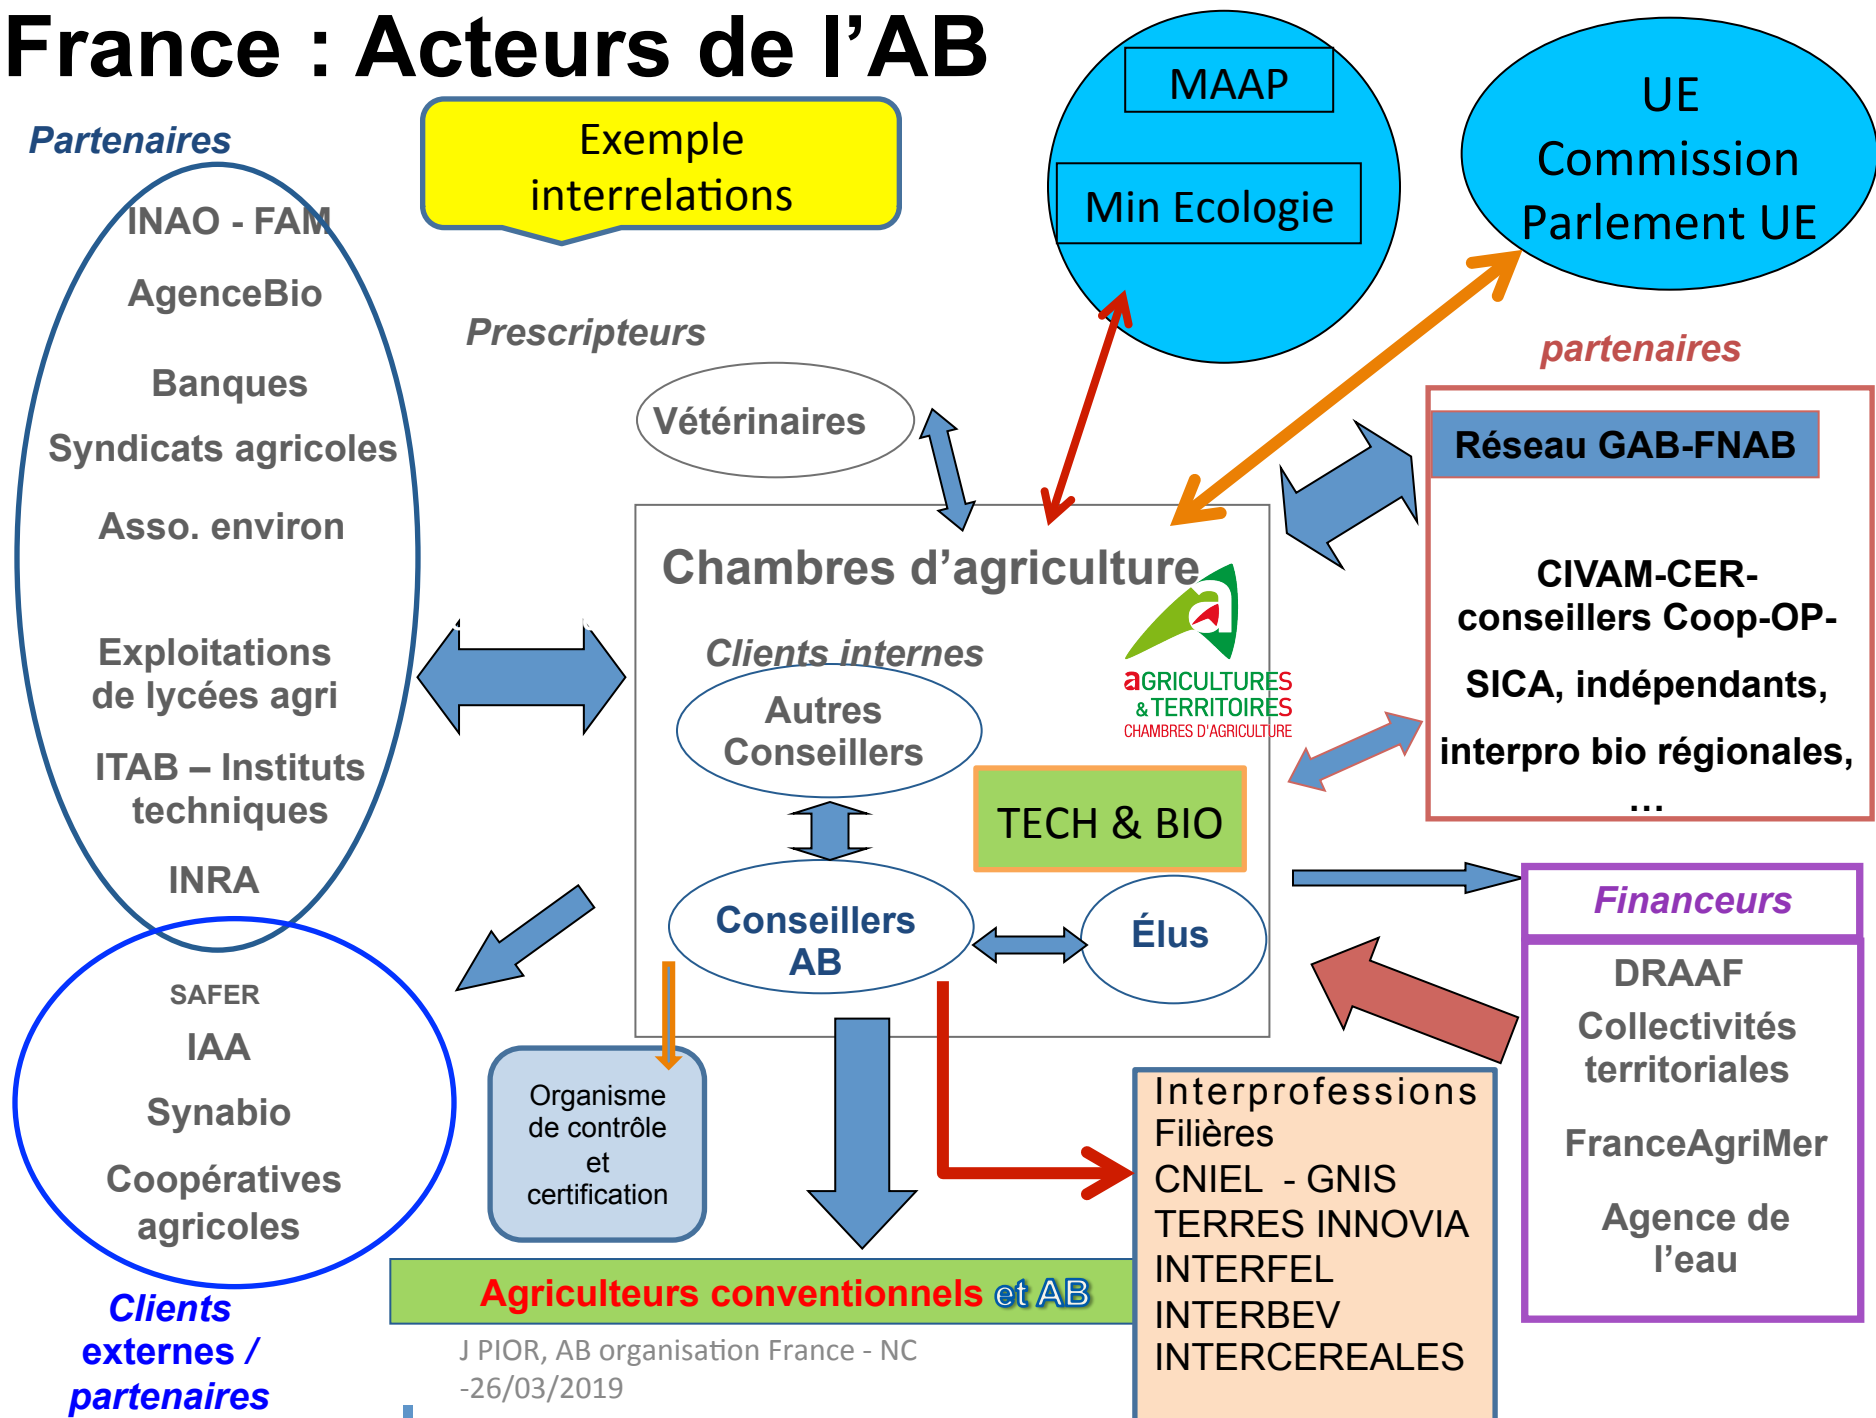 France : Acteurs de l’AB
Exemple
interrelations
MAAP
Min Ecologie
UE
Commission
Parlement UE
Partenaires
INAO - FAM
AgenceBio
Banques
Syndicats agricoles
Asso. environ
Exploitations
de lycées agri
ITAB – Instituts
techniques
INRA
SAFER
IAA
Synabio
Coopératives
agricoles
Clients
externes /
partenaires
Prescripteurs
Vétérinaires
Chambres d’agriculture
Clients internes
Autres
Conseillers
aGRICULTURES
& TERRITOIRES
CHAMBRES D'AGRICULTURE
TECH & BIO
Conseillers
AB
Élus
Organisme
de contrôle
et
certification
Agriculteurs conventionnels et AB
J PIOR, AB organisation France - NC
-26/03/2019
partenaires
Réseau GAB-FNAB
CIVAM-CER-
conseillers Coop-OP-
SICA, indépendants,
interpro bio régionales,
…
Financeurs
DRAAF
Collectivités
territoriales
FranceAgriMer
Agence de
l’eau
Interprofessions
Filières
CNIEL - GNIS
TERRES INNOVIA
INTERFEL
INTERBEV
INTERCEREALES